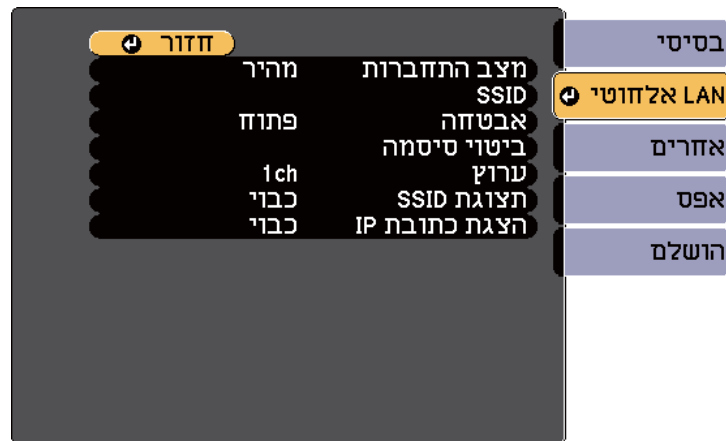 חזור
מצב התחברות מהיר
SSID
אבטחה פתוח
ביטוי סיסמה
ערוץ 1ch
תצוגת SSID כבוי
הצגת כתובת IP כבוי
בסיסי
LAN אלחוטי
אחרים
אפס
הושלם